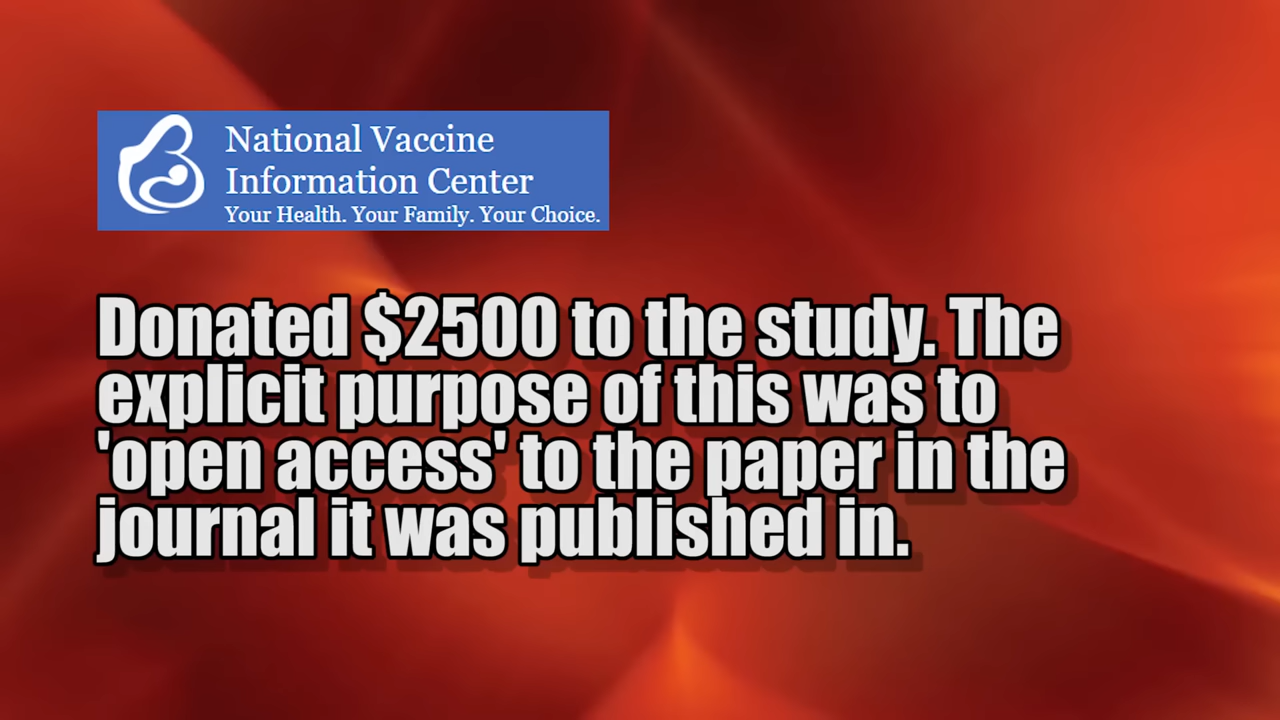 National Vaccine
Information Center
Your Health. Your Family. Your Choice.
Donated $2500 to the study. The
explicit purpose of this was to
'open access' to the paper in the
journal it was published in.